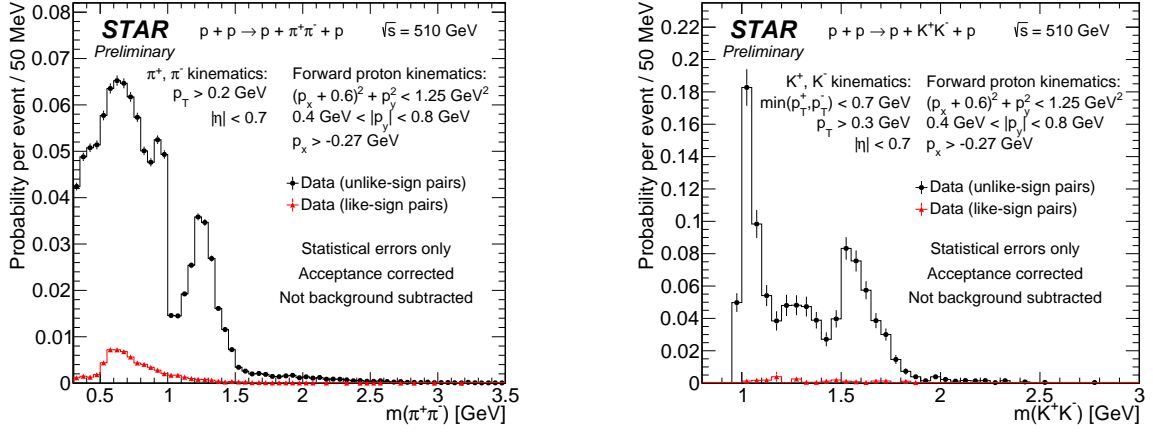 STAR p + p → p + π⁺π⁻ + p √s = 510 GeV
Preliminary
π⁺, π⁻ kinematics: Forward proton kinematics:
p_T > 0.2 GeV (p_x + 0.6)² + p_y² < 1.25 GeV²
|η| < 0.7 0.4 GeV < |p_y| < 0.8 GeV
p_x > -0.27 GeV
Data (unlike-sign pairs)
Data (like-sign pairs)
Statistical errors only
Acceptance corrected
Not background subtracted
Probability per event / 50 MeV
0.08
0.07
0.06
0.05
0.04
0.03
0.02
0.01
0
0.5 1 1.5 2 2.5 3 3.5
m(π⁺π⁻) [GeV]
STAR p + p → p + K⁺K⁻ + p √s = 510 GeV
Preliminary
K⁺, K⁻ kinematics: Forward proton kinematics:
min(p_T⁺,p_T⁻) < 0.7 GeV (p_x + 0.6)² + p_y² < 1.25 GeV²
p_T > 0.3 GeV 0.4 GeV < |p_y| < 0.8 GeV
|η| < 0.7 p_x > -0.27 GeV
Data (unlike-sign pairs)
Data (like-sign pairs)
Statistical errors only
Acceptance corrected
Not background subtracted
Probability per event / 50 MeV
0.22
0.2
0.18
0.16
0.14
0.12
0.1
0.08
0.06
0.04
0.02
0
1 1.5 2 2.5 3
m(K⁺K⁻) [GeV]